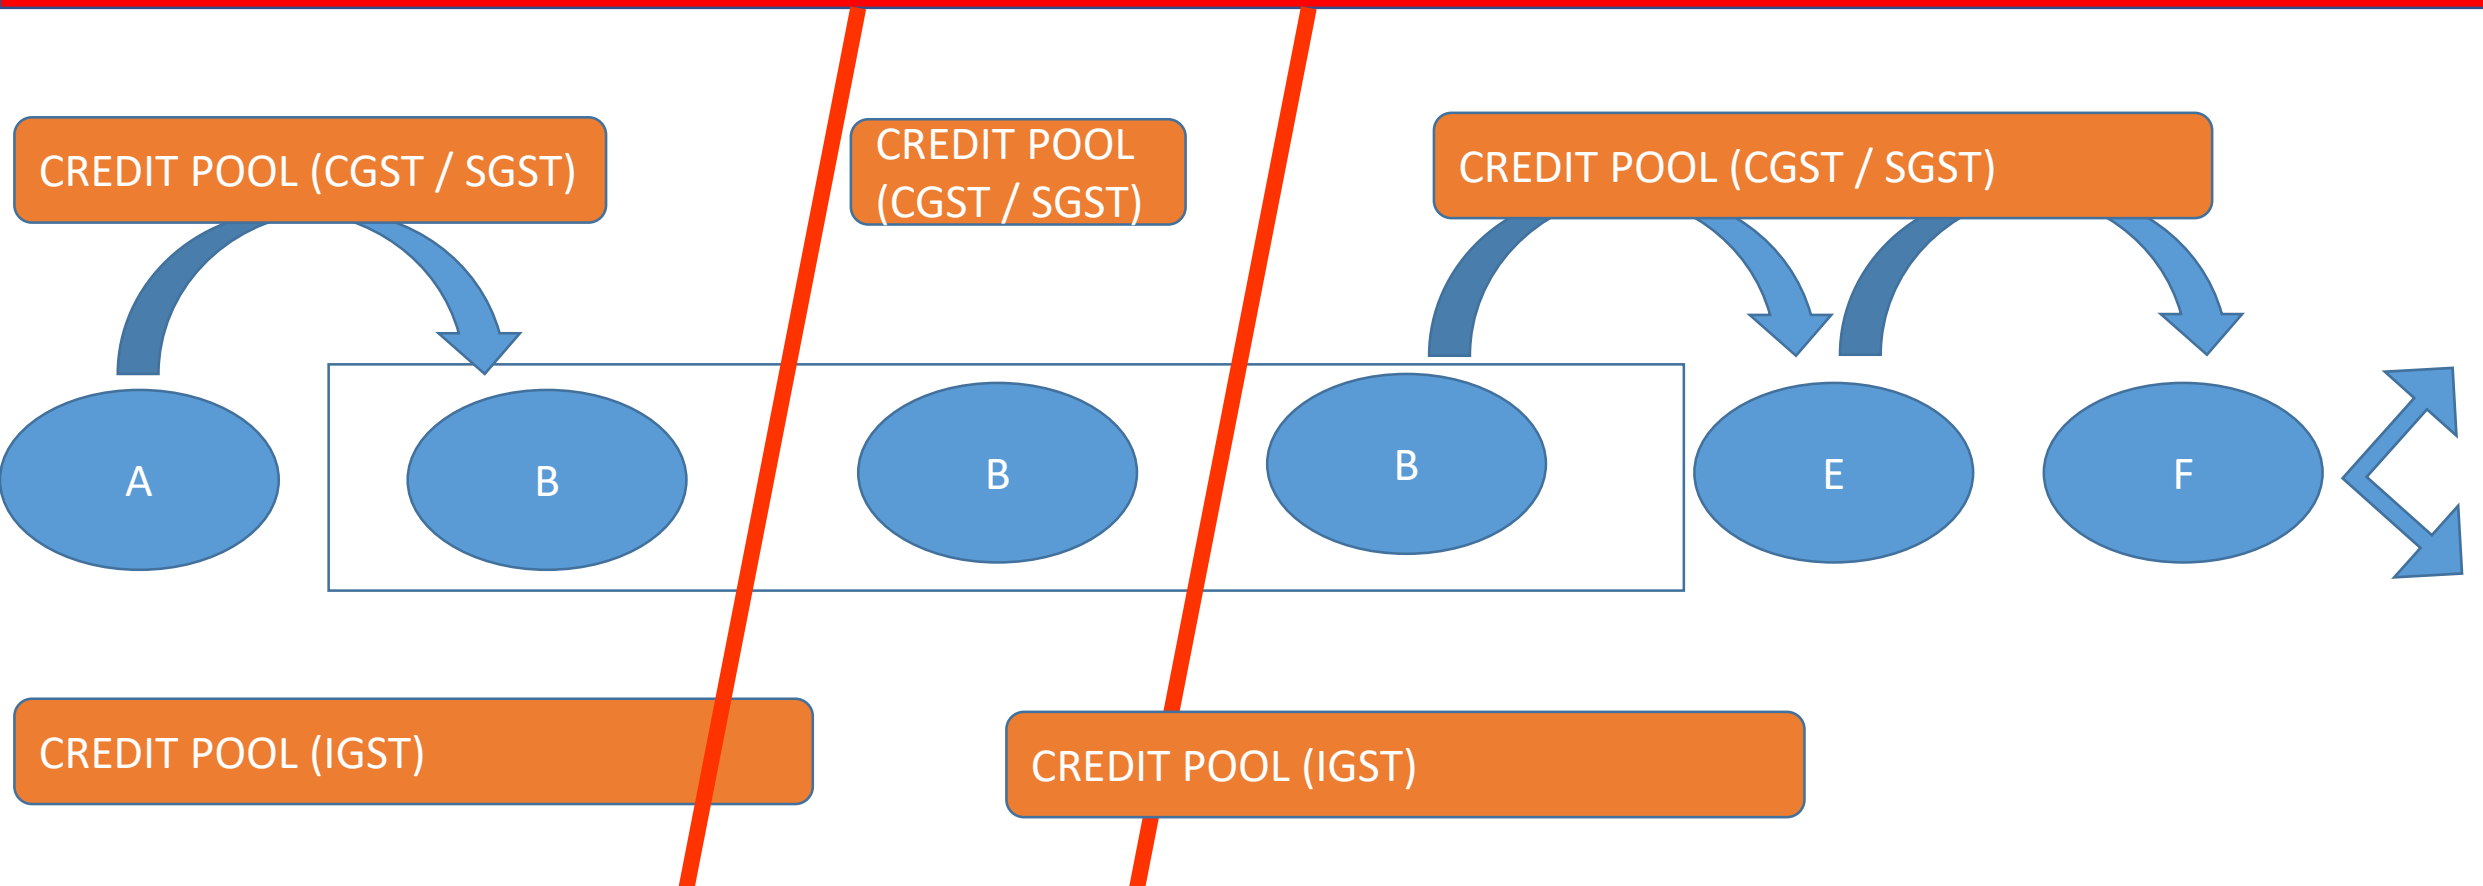 CREDIT POOL (CGST / SGST)
CREDIT POOL
(CGST / SGST)
CREDIT POOL (CGST / SGST)
A
B
B
B
E
F
CREDIT POOL (IGST)
CREDIT POOL (IGST)